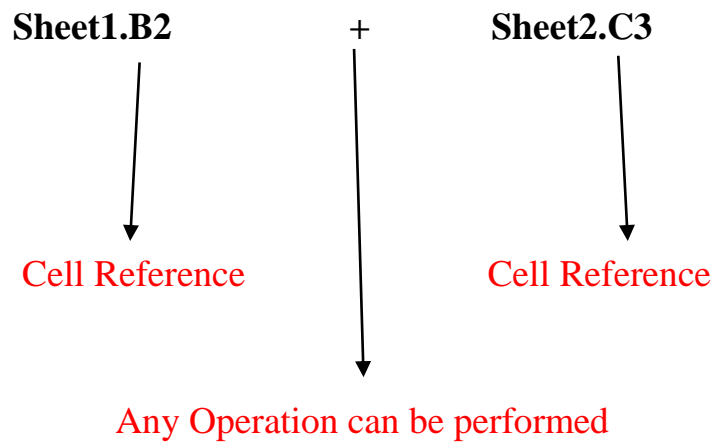 Sheet1.B2 + Sheet2.C3
Cell Reference Cell Reference
Any Operation can be performed